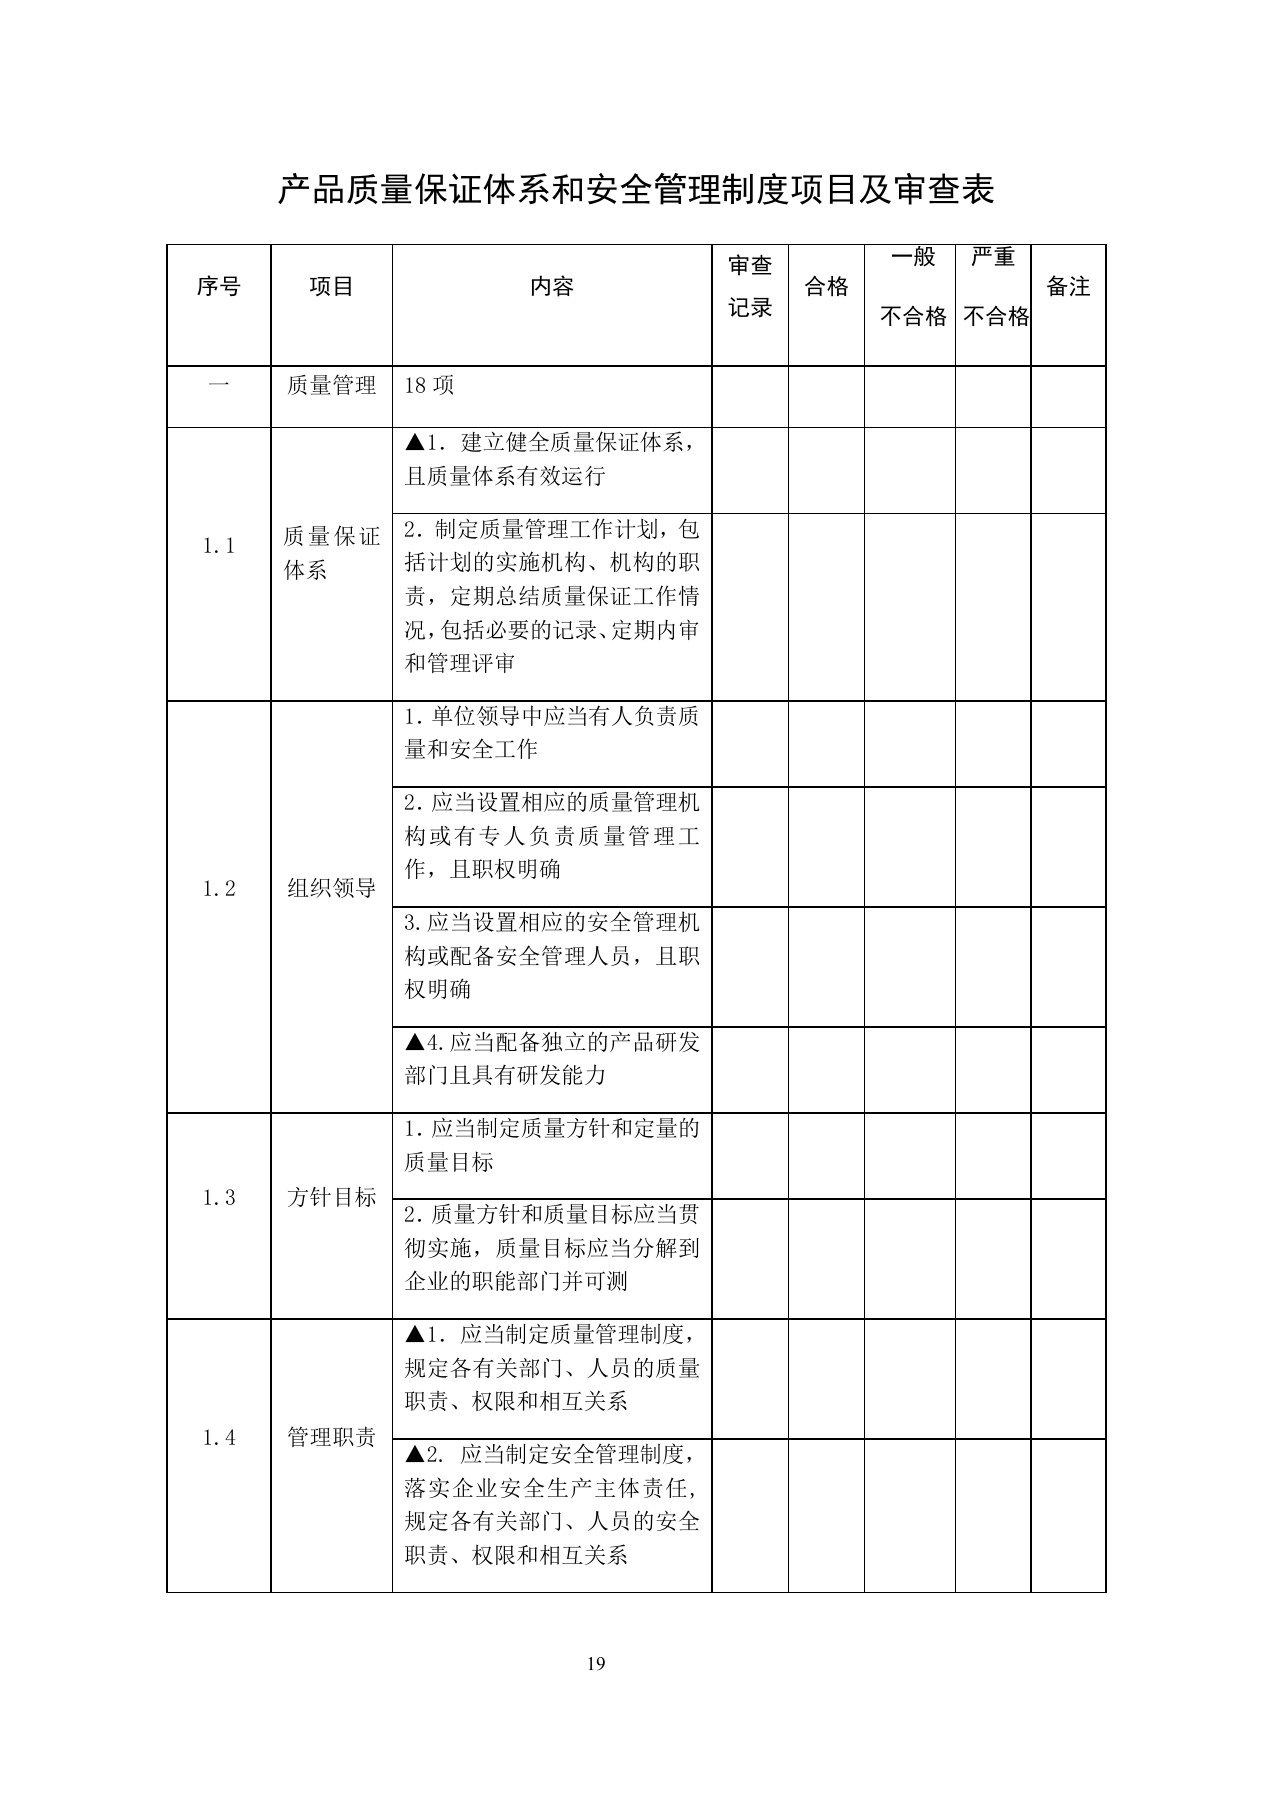 产品质量保证体系和安全管理制度项目及审查表
序号 项目 内容 审查 合格 一般 严重 备注
记录 不合格 不合格
一 质量管理 18 项
1.1 质量保证
体系
▲1. 建立健全质量保证体系，
且质量体系有效运行
2. 制定质量管理工作计划，包
括计划的实施机构、机构的职
责，定期总结质量保证工作情
况，包括必要的记录、定期内审
和管理评审
1.2 组织领导
1. 单位领导中应当有人负责质
量和安全工作
2. 应当设置相应的质量管理机
构或有专人负责质量管理工
作，且职权明确
3. 应当设置相应的安全管理机
构或配备安全管理人员，且职
权明确
▲4. 应当配备独立的产品研发
部门且具有研发能力
1.3 方针目标
1. 应当制定质量方针和定量的
质量目标
2. 质量方针和质量目标应当贯
彻实施，质量目标应当分解到
企业的职能部门并可测
1.4 管理职责
▲1. 应当制定质量管理制度，
规定各有关部门、人员的质量
职责、权限和相互关系
▲2. 应当制定安全管理制度，
落实企业安全生产主体责任,
规定各有关部门、人员的安全
职责、权限和相互关系
19